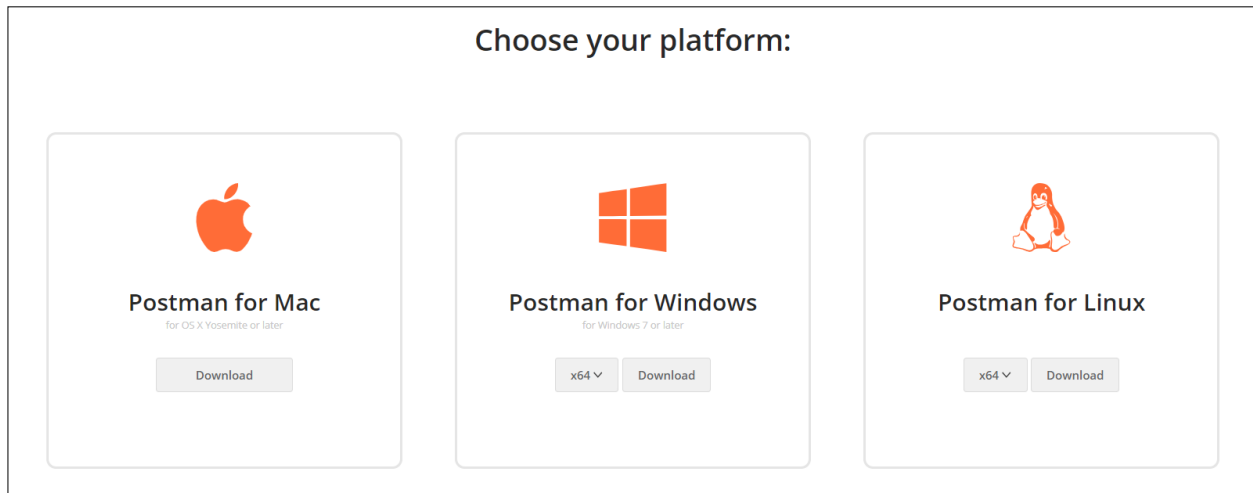 Choose your platform:
Postman for Mac
for OS X Yosemite or later
Download
Postman for Windows
for Windows 7 or later
x64 Download
Postman for Linux
x64 Download